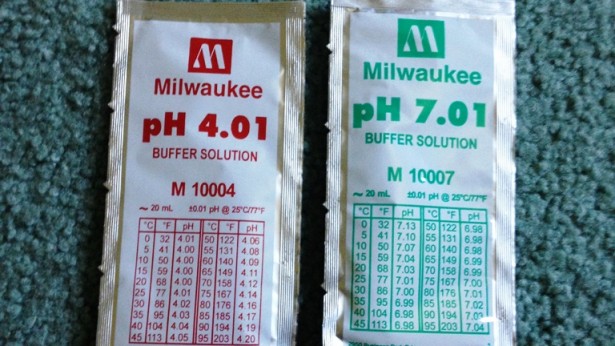 Milwaukee
pH 4.01
BUFFER SOLUTION
M 10004
~ 20 mL ±0.01 pH @ 25°C/77°F
°C °F pH °C °F pH
0 32 4.01 50 122 4.06
5 41 4.00 55 131 4.08
10 50 4.00 60 140 4.09
15 59 4.00 65 149 4.11
20 68 4.00 70 158 4.12
25 77 4.01 75 167 4.14
30 86 4.02 80 176 4.16
35 95 4.03 85 185 4.17
40 104 4.04 90 194 4.19
45 113 4.05 95 203 4.20
Milwaukee
pH 7.01
BUFFER SOLUTION
M 10007
~ 20 mL ±0.01 pH @ 25°C/77°F
°C °F pH °C °F pH
0 32 7.13 50 122 6.98
5 41 7.10 55 131 6.98
10 50 7.07 60 140 6.98
15 59 7.04 65 149 6.99
20 68 7.03 70 158 6.99
25 77 7.01 75 167 7.01
30 86 7.00 80 176 7.01
35 95 6.99 85 185 7.02
40 104 6.98 90 194
45 113 6.98 95 203 7.04